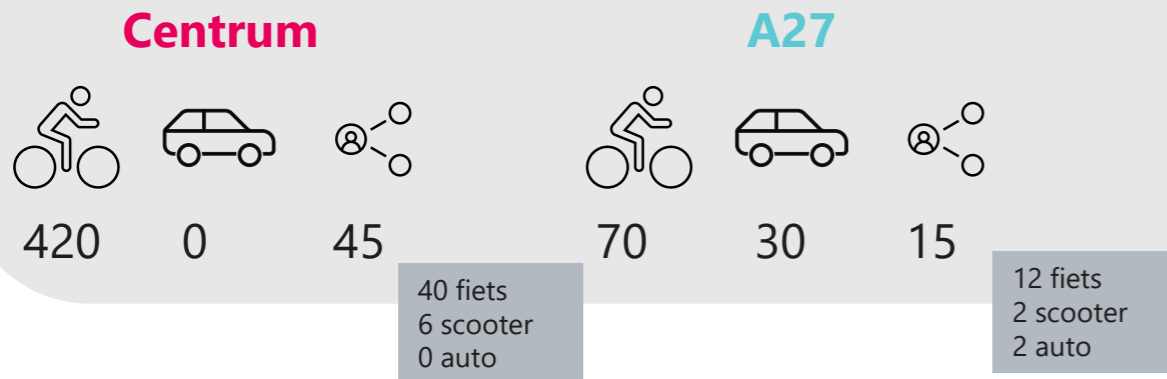 Centrum
A27
420 0 45
70 30 15
40 fiets
6 scooter
0 auto
12 fiets
2 scooter
2 auto